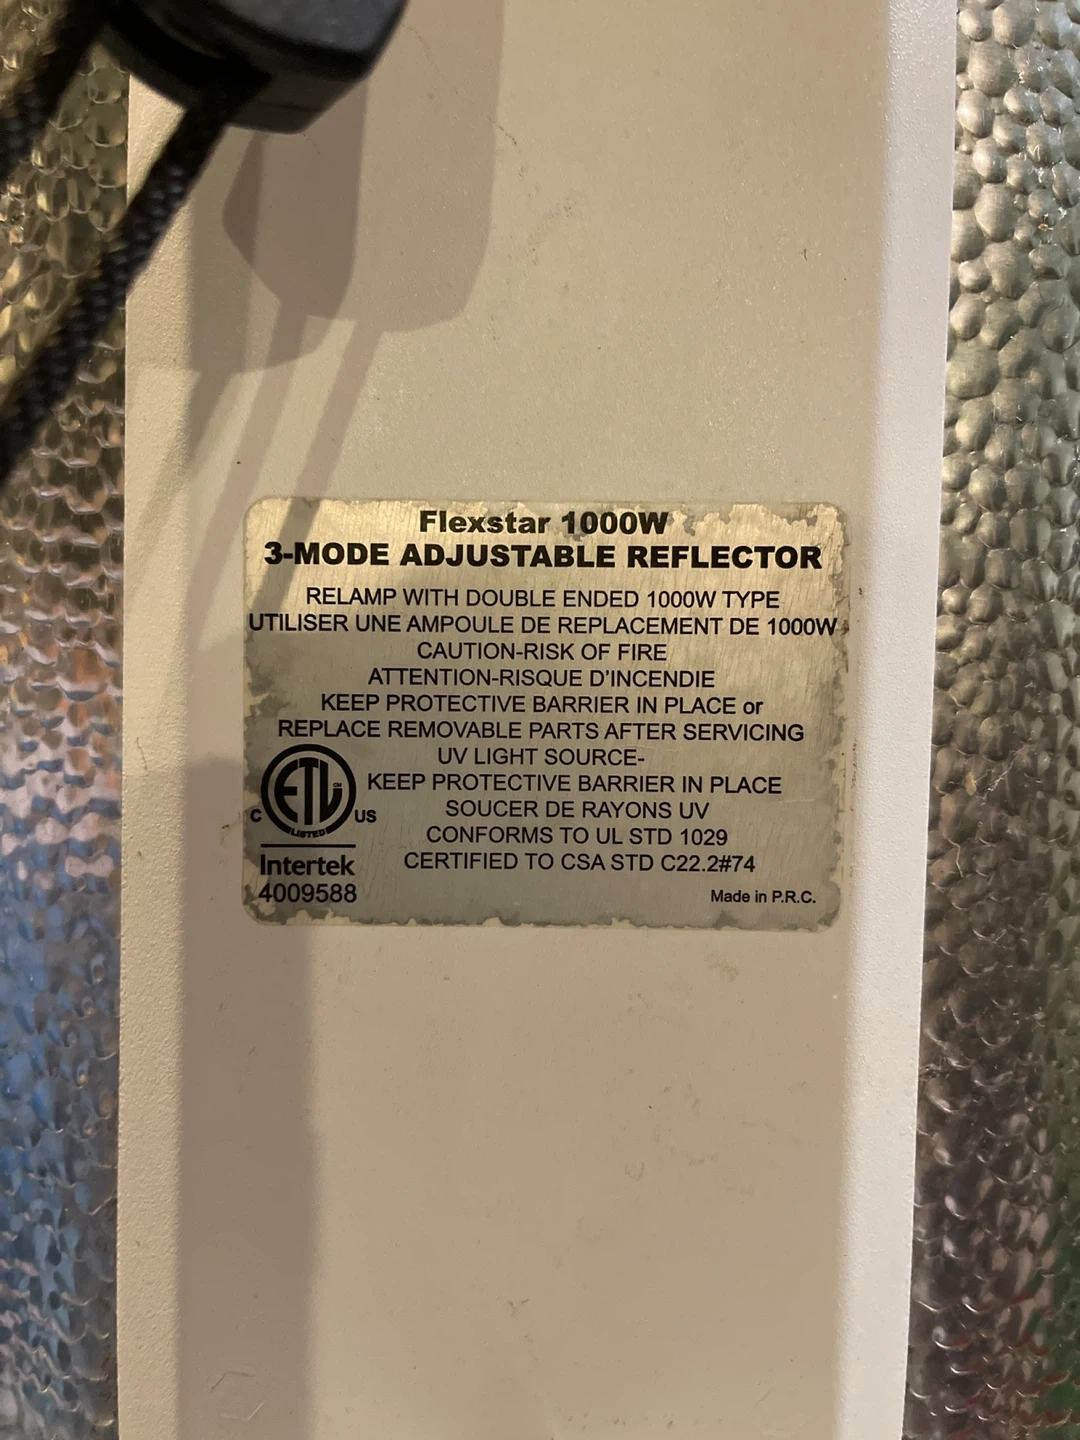 Flexstar 1000W
3-MODE ADJUSTABLE REFLECTOR
RELAMP WITH DOUBLE ENDED 1000W TYPE
UTILISER UNE AMPOULE DE REPLACEMENT DE 1000W
CAUTION-RISK OF FIRE
ATTENTION-RISQUE D'INCENDIE
KEEP PROTECTIVE BARRIER IN PLACE or
REPLACE REMOVABLE PARTS AFTER SERVICING
UV LIGHT SOURCE-
KEEP PROTECTIVE BARRIER IN PLACE
SOUCER DE RAYONS UV
CONFORMS TO UL STD 1029
CERTIFIED TO CSA STD C22.2#74
ETL CM
LISTED
C US
Intertek
4009588
Made in P.R.C.